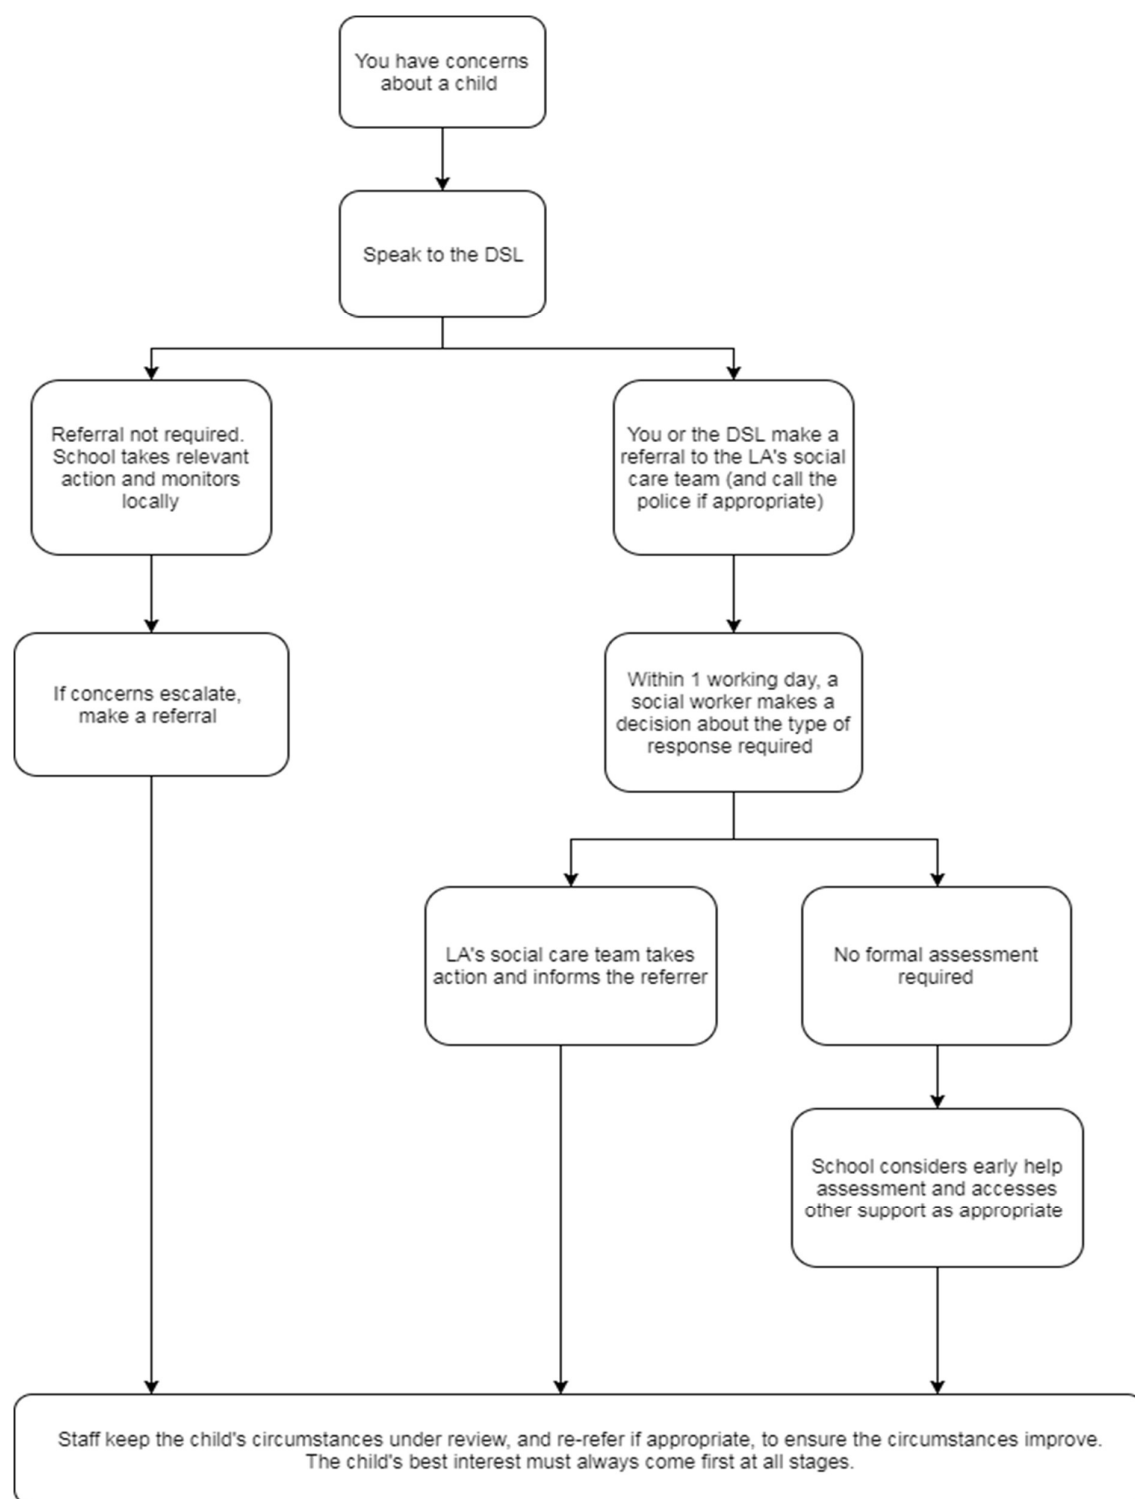 You have concerns
about a child
Speak to the DSL
Referral not required.
School takes relevant
action and monitors
locally
You or the DSL make a
referral to the LA's social
care team (and call the
police if appropriate)
If concerns escalate,
make a referral
Within 1 working day, a
social worker makes a
decision about the type of
response required
LA's social care team takes
action and informs the referrer
No formal assessment
required
School considers early help
assessment and accesses
other support as appropriate
Staff keep the child's circumstances under review, and re-refer if appropriate, to ensure the circumstances improve.
The child's best interest must always come first at all stages.